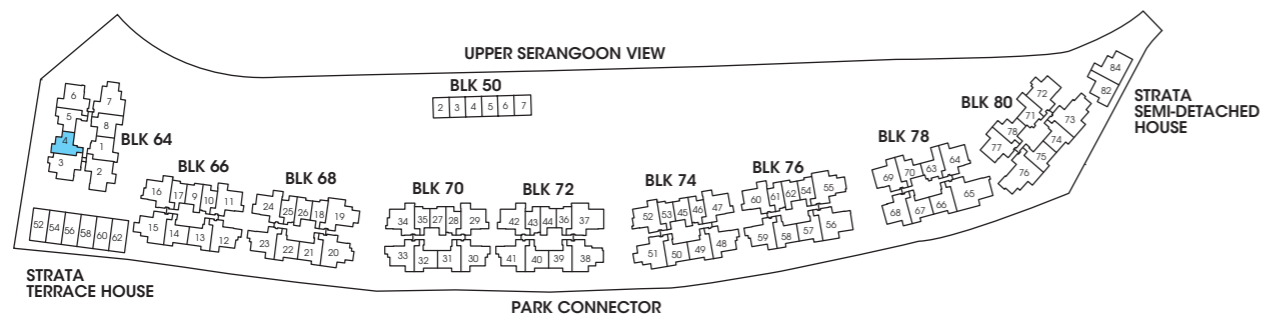 UPPER SERANGOON VIEW
BLK 50
2 3 4 5 6 7
6 7
5 8
4 1
3 2
BLK 64
BLK 66
16 17 9 10 11
15 14 13 12
BLK 68
24 25 26 18 19
23 22 21 20
BLK 70
34 35 27 28 29
33 32 31 30
BLK 72
42 43 44 36 37
41 40 39 38
BLK 74
52 53 45 46 47
51 50 49 48
BLK 76
60 61 62 54 55
59 58 57 56
BLK 78
69 70 63 64
68 67 66 65
BLK 80
72
71 73
78 74
77 75
76
84
82
STRATA
SEMI-DETACHED
HOUSE
52 54 56 58 60 62
STRATA
TERRACE HOUSE
PARK CONNECTOR